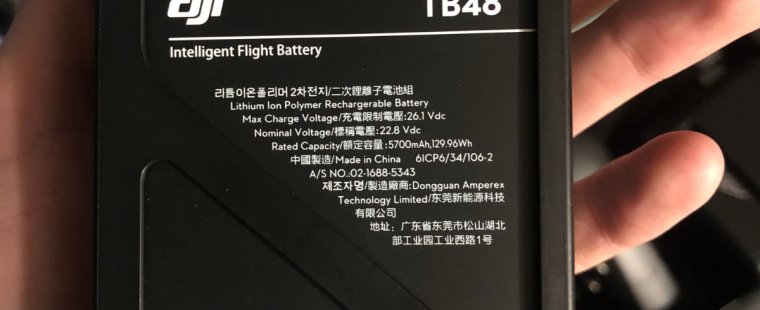 dji TB48
Intelligent Flight Battery
리튬이온폴리머 2차전지/二次鋰離子電池組
Lithium Ion Polymer Rechargerable Battery
Max Charge Voltage/充電限制電壓:26.1 Vdc
Nominal Voltage/標稱電壓:22.8 Vdc
Rated Capacity/額定容量:5700mAh,129.96Wh
中國製造/Made in China 6ICP6/34/106-2
A/S NO.:02-1688-5343
제조자명/製造廠商:Dongguan Amperex
Technology Limited/东莞新能源科技
有限公司
地址: 广东省东莞市松山湖北
部工业园工业西路1号